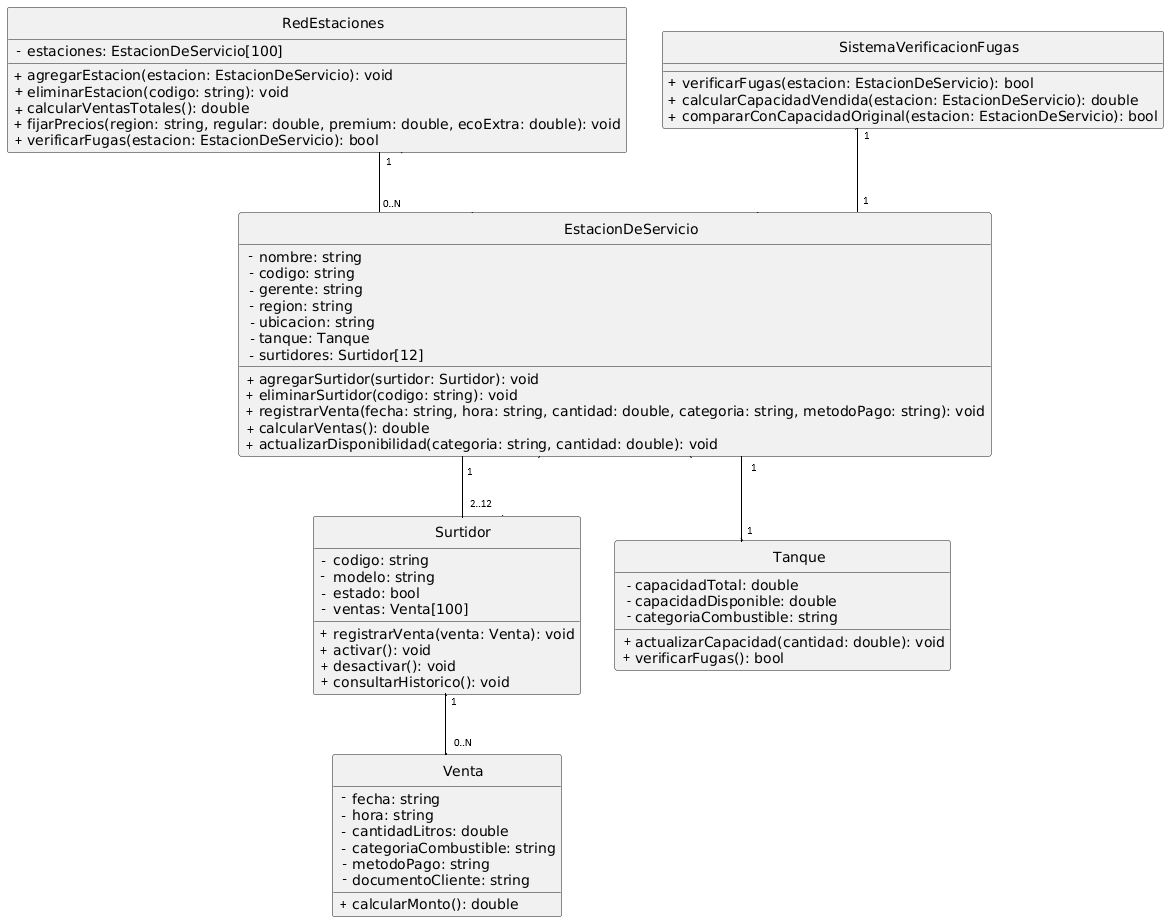 RedEstaciones
- estaciones: EstacionDeServicio[100]
+ agregarEstacion(estacion: EstacionDeServicio): void
+ eliminarEstacion(codigo: string): void
+ calcularVentasTotales(): double
+ fijarPrecios(region: string, regular: double, premium: double, ecoExtra: double): void
+ verificarFugas(estacion: EstacionDeServicio): bool
SistemaVerificacionFugas
+ verificarFugas(estacion: EstacionDeServicio): bool
+ calcularCapacidadVendida(estacion: EstacionDeServicio): double
+ compararConCapacidadOriginal(estacion: EstacionDeServicio): bool
1
0..N
1
1
EstacionDeServicio
- nombre: string
- codigo: string
- gerente: string
- region: string
- ubicacion: string
- tanque: Tanque
- surtidores: Surtidor[12]
+ agregarSurtidor(surtidor: Surtidor): void
+ eliminarSurtidor(codigo: string): void
+ registrarVenta(fecha: string, hora: string, cantidad: double, categoria: string, metodoPago: string): void
+ calcularVentas(): double
+ actualizarDisponibilidad(categoria: string, cantidad: double): void
1
2..12
1
1
Surtidor
- codigo: string
- modelo: string
- estado: bool
- ventas: Venta[100]
+ registrarVenta(venta: Venta): void
+ activar(): void
+ desactivar(): void
+ consultarHistorico(): void
Tanque
- capacidadTotal: double
- capacidadDisponible: double
- categoriaCombustible: string
+ actualizarCapacidad(cantidad: double): void
+ verificarFugas(): bool
1
0..N
Venta
- fecha: string
- hora: string
- cantidadLitros: double
- categoriaCombustible: string
- metodoPago: string
- documentoCliente: string
+ calcularMonto(): double